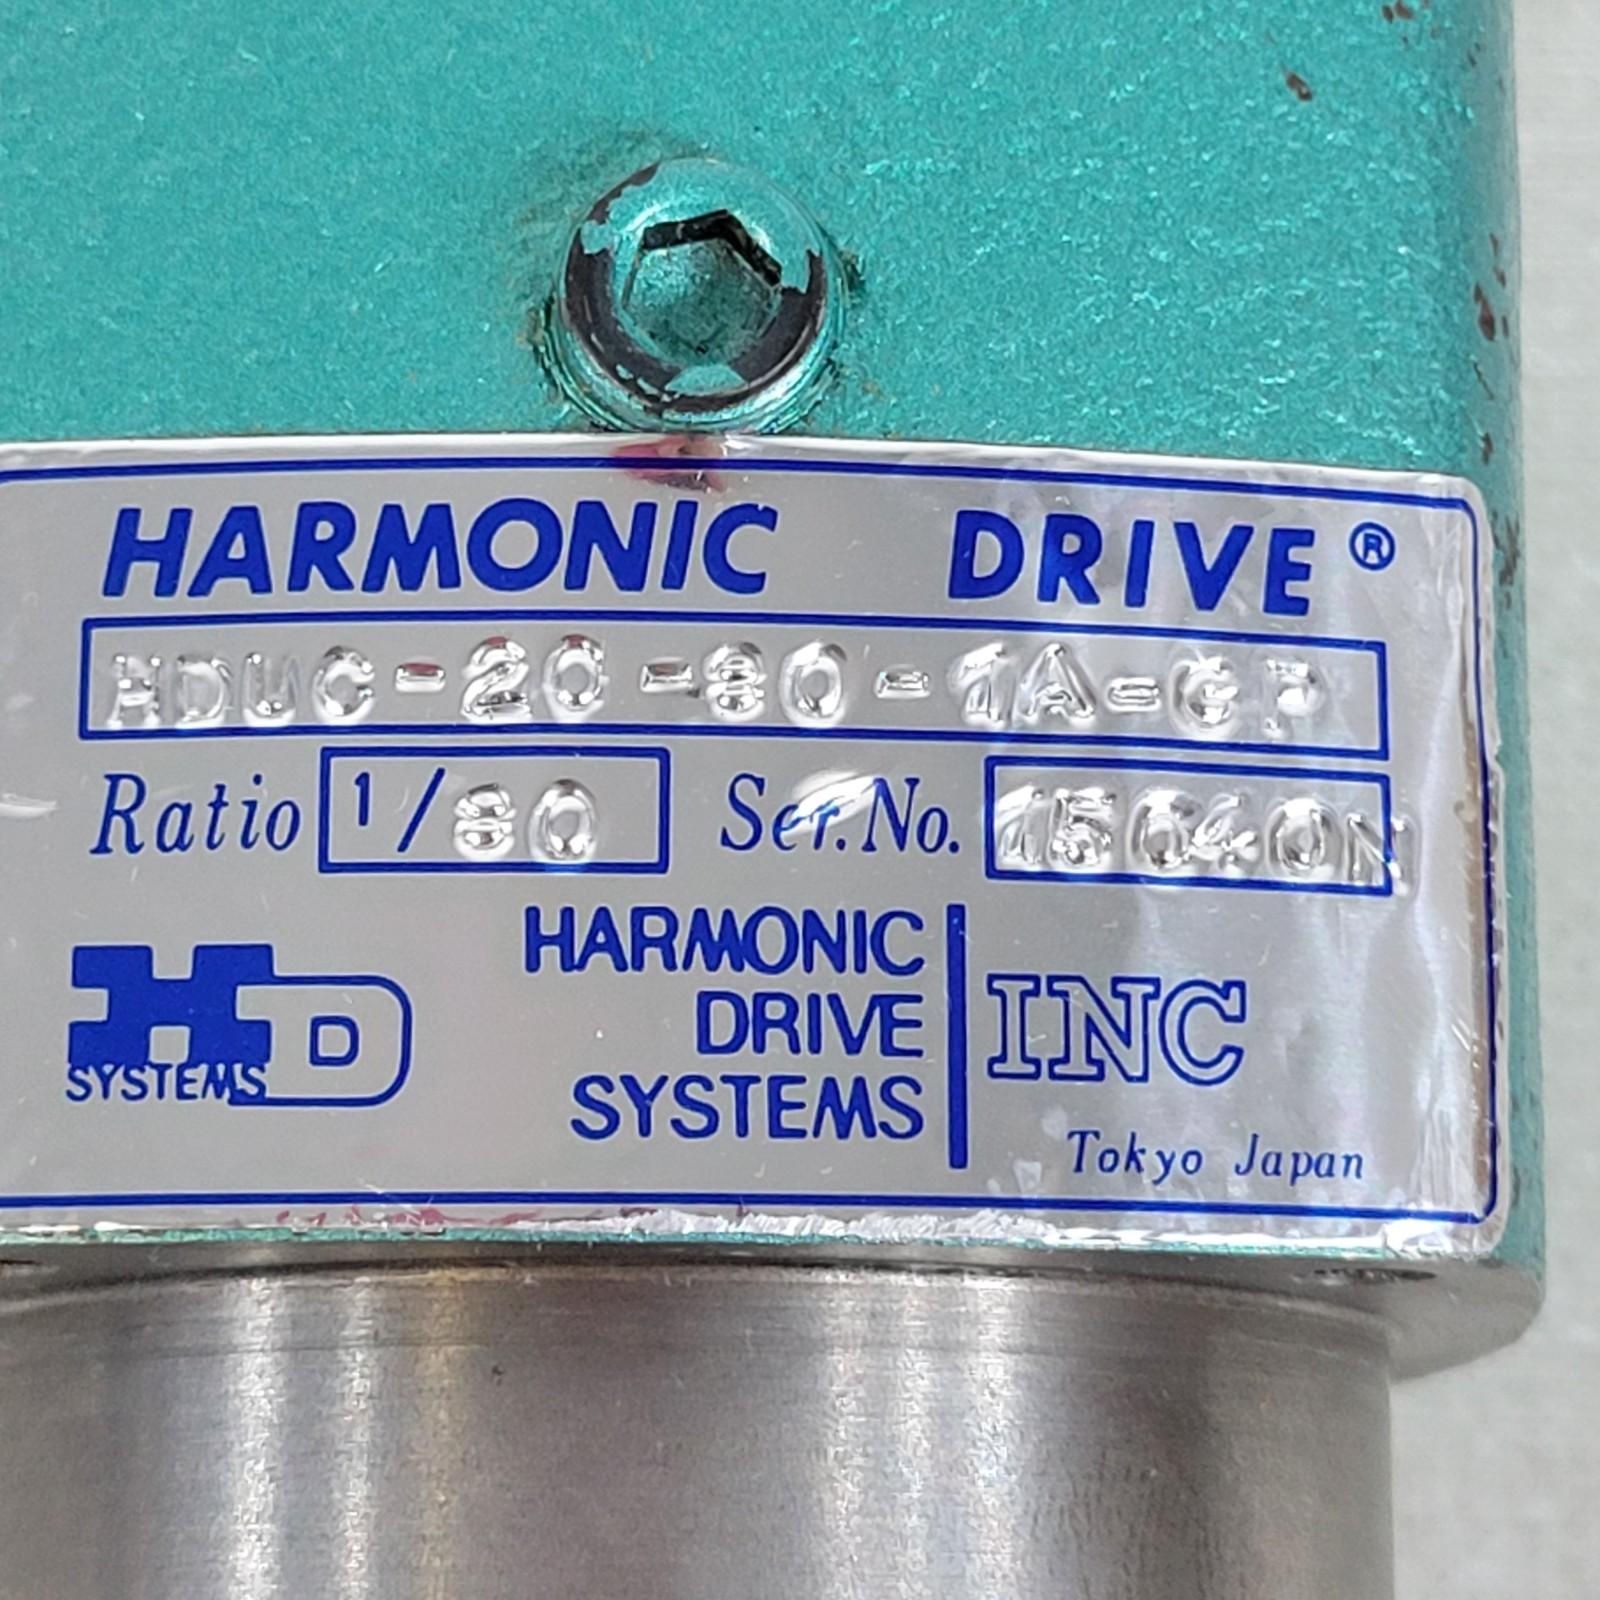 HARMONIC DRIVE®
HDUC-20-80-1A-GP
Ratio 1/80 Ser.No. 15040N
HD SYSTEMS
HARMONIC DRIVE SYSTEMS INC
Tokyo Japan